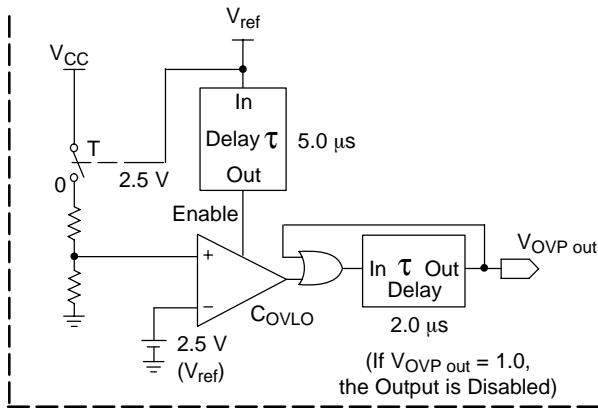 V_ref
V_CC
In
Delay τ
Out
5.0 μs
T
0
2.5 V
Enable
+
−
C_OVLO
2.5 V
(V_ref)
In τ Out
Delay
2.0 μs
V_OVP out
(If V_OVP out = 1.0,
the Output is Disabled)